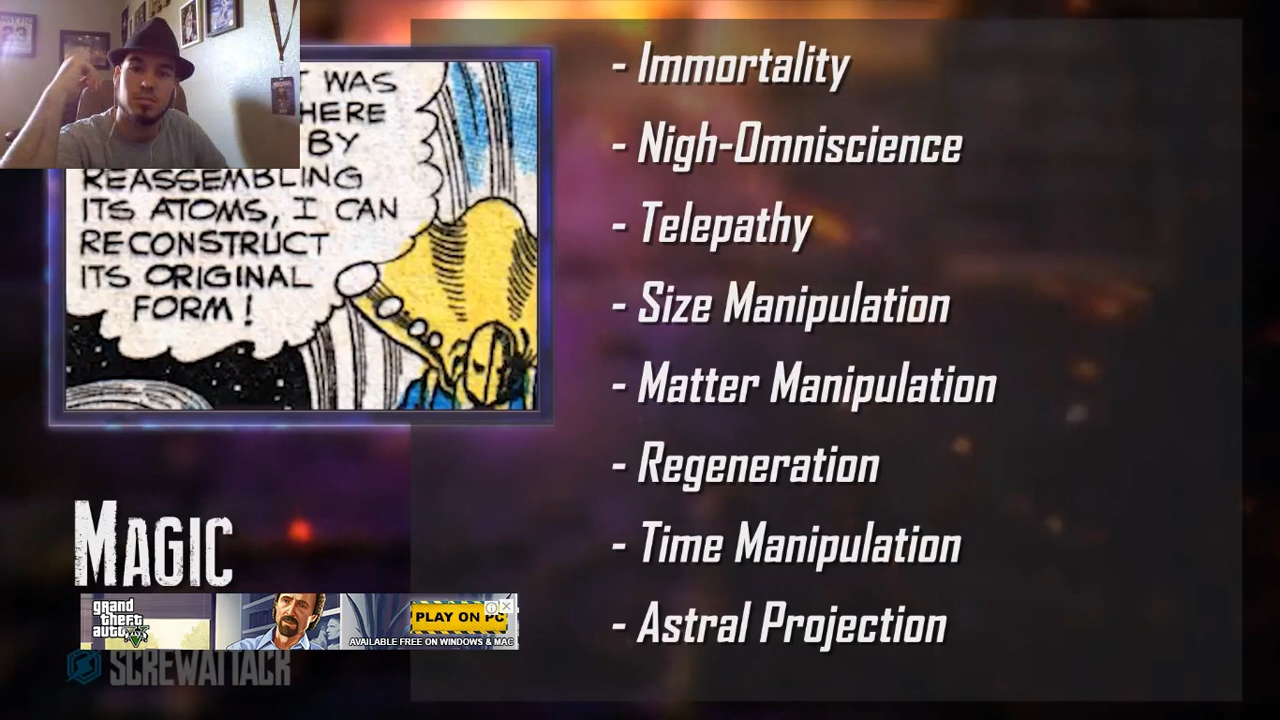 WAS
HERE
BY
REASSEMBLING
ITS ATOMS, I CAN
RECONSTRUCT
ITS ORIGINAL
FORM!
- Immortality
- Nigh-Omniscience
- Telepathy
- Size Manipulation
- Matter Manipulation
- Regeneration
- Time Manipulation
- Astral Projection
MAGIC
grand
theft
auto V
PLAY ON PC
AVAILABLE FREE ON WINDOWS & MAC
SCREWATTACK